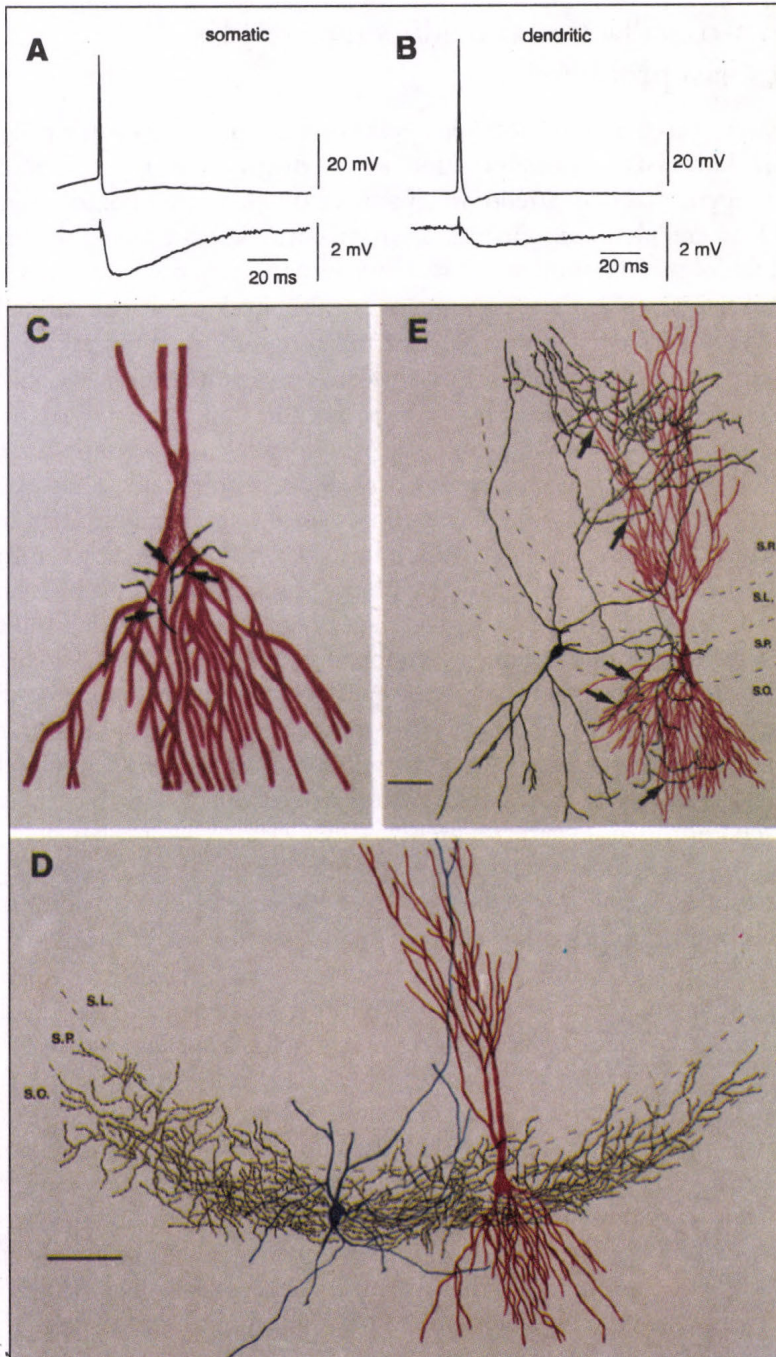 A somatic
B dendritic
20 mV
20 mV
2 mV
2 mV
20 ms
20 ms
C
E
S.R.
S.L.
S.P.
S.O.
D
S.L.
S.P.
S.O.